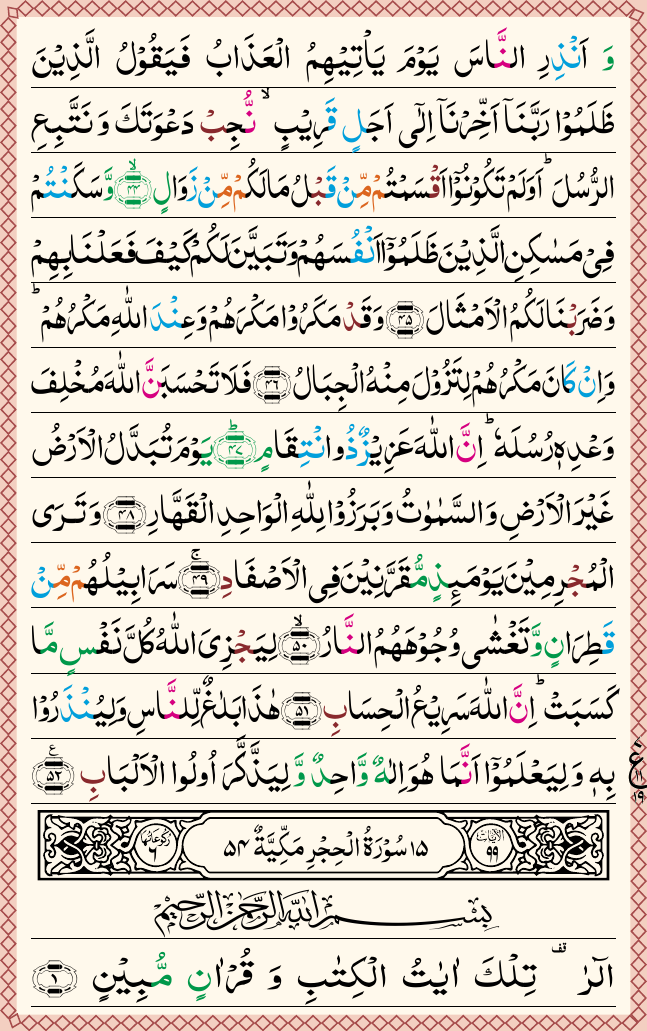 وَ اَنْذِرِ النَّاسَ يَوْمَ يَاْتِيْهِمُ الْعَذَابُ فَيَقُوْلُ الَّذِيْنَ
ظَلَمُوْا رَبَّنَاۤ اَخِّرْنَاۤ اِلٰۤى اَجَلٍ قَرِيْبٍ ۙ نُّجِبْ دَعْوَتَكَ وَ نَتَّبِعِ
الرُّسُلَ ؕ اَوَلَمْ تَكُوْنُوْۤا اَقْسَمْتُمْ مِّنْ قَبْلُ مَا لَكُمْ مِّنْ زَوَالٍ ۙ ﴿۴۴﴾ وَّ سَكَنْتُمْ
فِيْ مَسٰكِنِ الَّذِيْنَ ظَلَمُوْۤا اَنْفُسَهُمْ وَ تَبَيَّنَ لَكُمْ كَيْفَ فَعَلْنَا بِهِمْ
وَ ضَرَبْنَا لَكُمُ الْاَمْثَالَ ﴿۴۵﴾ وَ قَدْ مَكَرُوْا مَكْرَهُمْ وَ عِنْدَ اللّٰهِ مَكْرُهُمْ ؕ
وَ اِنْ كَانَ مَكْرُهُمْ لِتَزُوْلَ مِنْهُ الْجِبَالُ ﴿۴۶﴾ فَلَا تَحْسَبَنَّ اللّٰهَ مُخْلِفَ
وَعْدِهٖ رُسُلَهٗ ؕ اِنَّ اللّٰهَ عَزِيْزٌ ذُو انْتِقَامٍ ؕ ﴿۴۷﴾ يَوْمَ تُبَدَّلُ الْاَرْضُ
غَيْرَ الْاَرْضِ وَ السَّمٰوٰتُ وَ بَرَزُوْا لِلّٰهِ الْوَاحِدِ الْقَهَّارِ ﴿۴۸﴾ وَ تَرَى
الْمُجْرِمِيْنَ يَوْمَىِٕذٍ مُّقَرَّنِيْنَ فِى الْاَصْفَادِ ۚ ﴿۴۹﴾ سَرَابِيْلُهُمْ مِّنْ
قَطِرَانٍ وَّ تَغْشٰى وُجُوْهَهُمُ النَّارُ ۙ ﴿۵۰﴾ لِيَجْزِىَ اللّٰهُ كُلَّ نَفْسٍ مَّا
كَسَبَتْ ؕ اِنَّ اللّٰهَ سَرِيْعُ الْحِسَابِ ﴿۵۱﴾ هٰذَا بَلٰغٌ لِّلنَّاسِ وَ لِيُنْذَرُوْا
بِهٖ وَ لِيَعْلَمُوْۤا اَنَّمَا هُوَ اِلٰهٌ وَّاحِدٌ وَّ لِيَذَّكَّرَ اُولُوا الْاَلْبَابِ ﴿۵۲﴾ ع
ع ۱۹
اٰيَاتُهَا ۹۹ ۱۵ سُوْرَةُ الْحِجْرِ مَكِّيَّةٌ ۵۴ رُكُوْعَاتُهَا ۶
بِسْمِ اللّٰهِ الرَّحْمٰنِ الرَّحِيْمِ
الٓرٰ ۫ قف تِلْكَ اٰيٰتُ الْكِتٰبِ وَ قُرْاٰنٍ مُّبِيْنٍ ﴿۱﴾